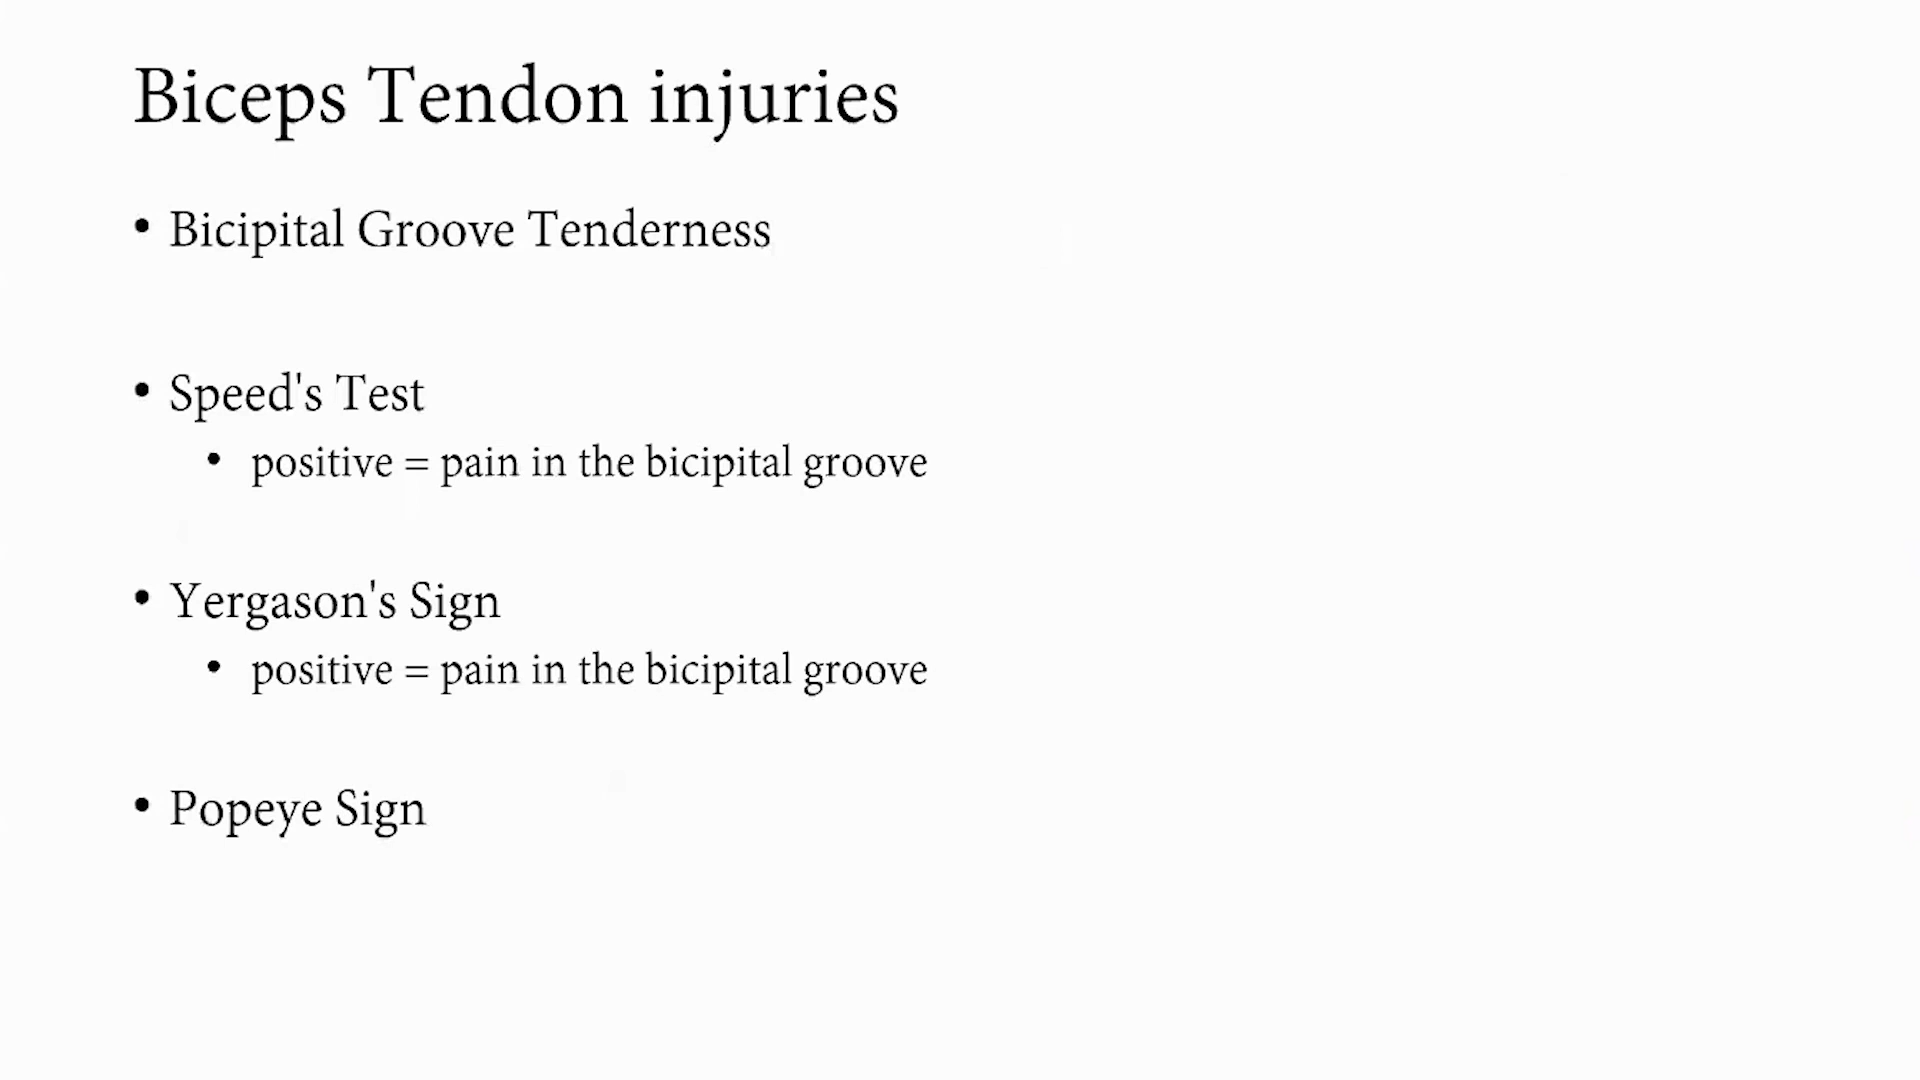 Biceps Tendon injuries
• Bicipital Groove Tenderness
• Speed's Test
• positive = pain in the bicipital groove
• Yergason's Sign
• positive = pain in the bicipital groove
• Popeye Sign